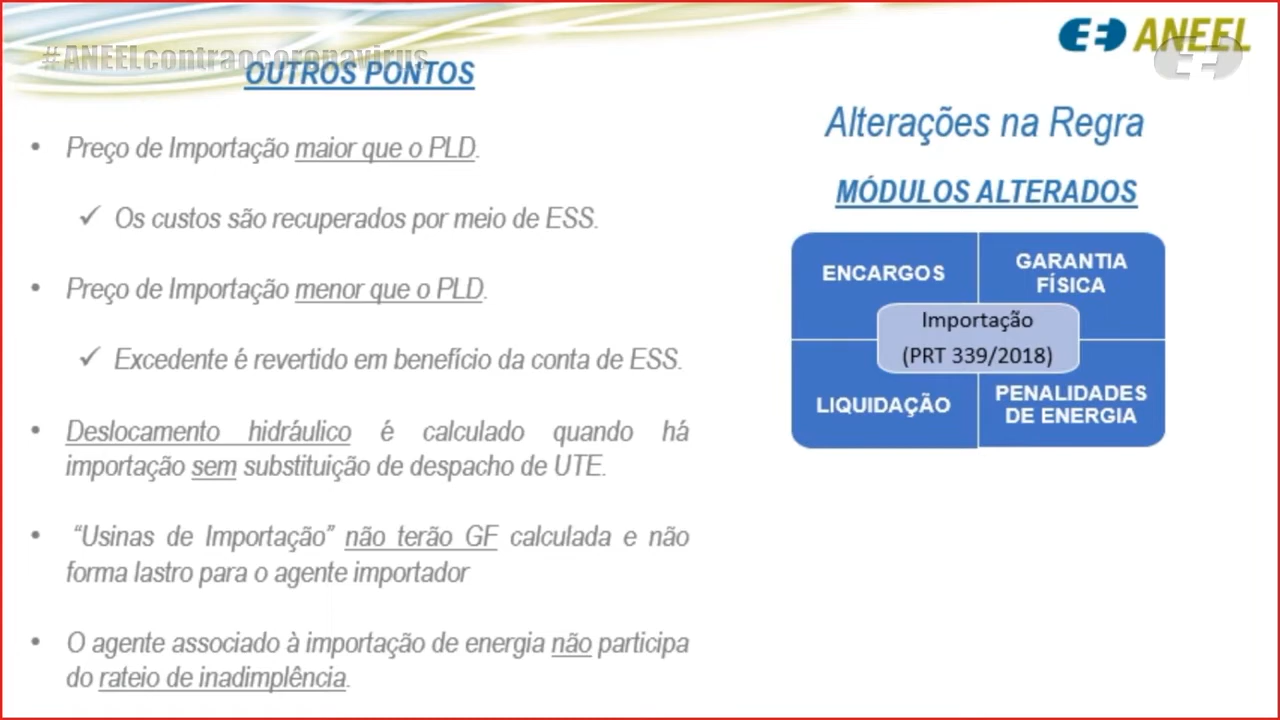 #ANEELcontraocoronavirus
ANEEL
OUTROS PONTOS
• Preço de Importação maior que o PLD.
✓ Os custos são recuperados por meio de ESS.
• Preço de Importação menor que o PLD.
✓ Excedente é revertido em benefício da conta de ESS.
• Deslocamento hidráulico é calculado quando há
importação sem substituição de despacho de UTE.
• “Usinas de Importação” não terão GF calculada e não
forma lastro para o agente importador
• O agente associado à importação de energia não participa
do rateio de inadimplência.
Alterações na Regra
MÓDULOS ALTERADOS
ENCARGOS
GARANTIA
FÍSICA
Importação
(PRT 339/2018)
LIQUIDAÇÃO
PENALIDADES
DE ENERGIA